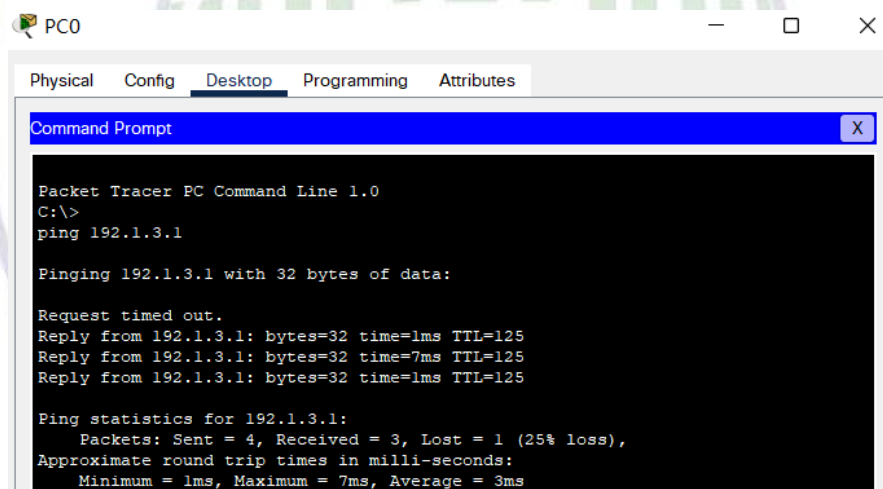 PC0
Physical Config Desktop Programming Attributes
Command Prompt
X
Packet Tracer PC Command Line 1.0
C:\>
ping 192.1.3.1
Pinging 192.1.3.1 with 32 bytes of data:
Request timed out.
Reply from 192.1.3.1: bytes=32 time=1ms TTL=125
Reply from 192.1.3.1: bytes=32 time=7ms TTL=125
Reply from 192.1.3.1: bytes=32 time=1ms TTL=125
Ping statistics for 192.1.3.1:
Packets: Sent = 4, Received = 3, Lost = 1 (25% loss),
Approximate round trip times in milli-seconds:
Minimum = 1ms, Maximum = 7ms, Average = 3ms